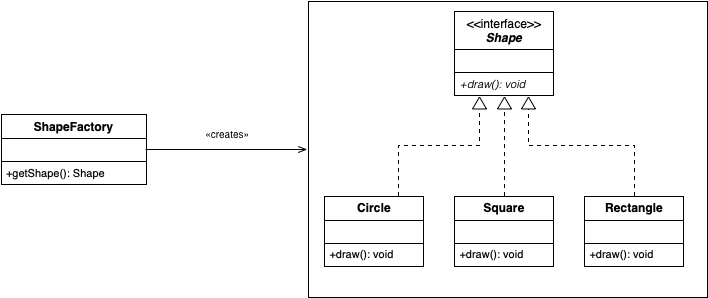 <<interface>>
Shape
+draw(): void
ShapeFactory
+getShape(): Shape
«creates»
Circle
+draw(): void
Square
+draw(): void
Rectangle
+draw(): void